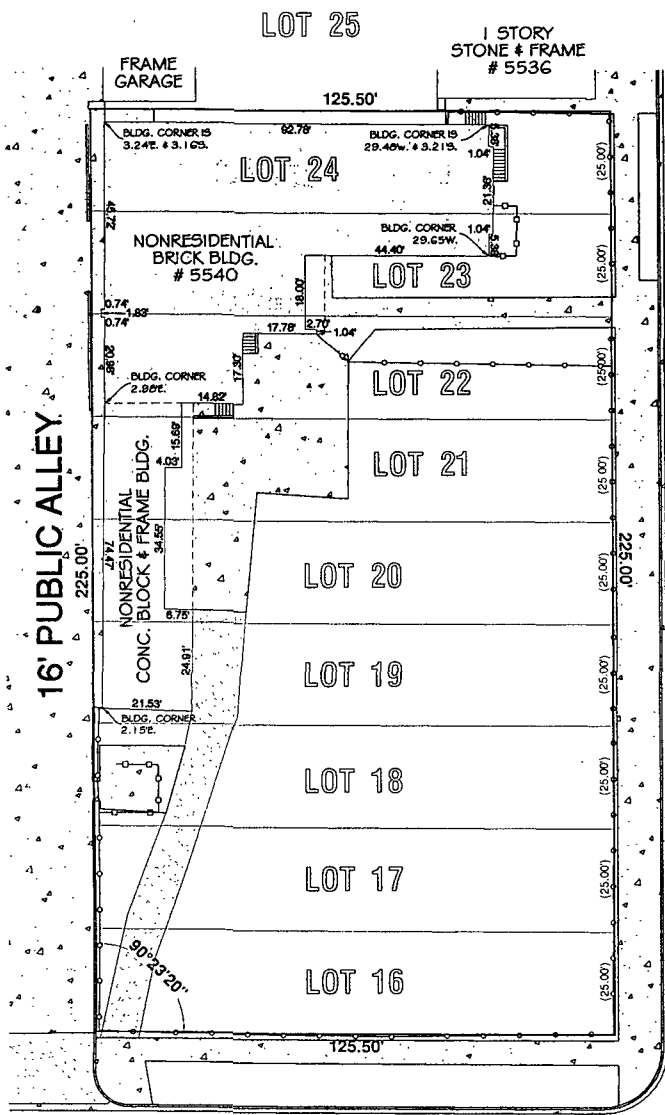 LOT 25
1 STORY
STONE & FRAME
# 5536
FRAME
GARAGE
125.50'
BLDG. CORNER IS
3.24'E. & 3.16'S.
92.78'
BLDG. CORNER IS
29.48'W. & 3.21'S.
5.38'
1.04'
LOT 24
21.38'
(25.00')
45.72'
NONRESIDENTIAL
BRICK BLDG.
# 5540
BLDG. CORNER
29.65'W.
1.04'
5.38'
44.40'
LOT 23
(25.00')
18.00'
0.74'
1.83'
0.74'
17.78'
2.70'
1.04'
20.98'
17.30'
BLDG. CORNER
2.98'E.
14.82'
LOT 22
(25.00')
15.69'
4.03'
LOT 21
(25.00')
16' PUBLIC ALLEY
225.00'
74.47'
NONRESIDENTIAL
CONC. BLOCK & FRAME BLDG.
34.55'
225.00'
LOT 20
(25.00')
6.75'
24.91'
LOT 19
(25.00')
21.53'
BLDG. CORNER
2.15'E.
LOT 18
(25.00')
LOT 17
(25.00')
90°23'20"
LOT 16
(25.00')
125.50'